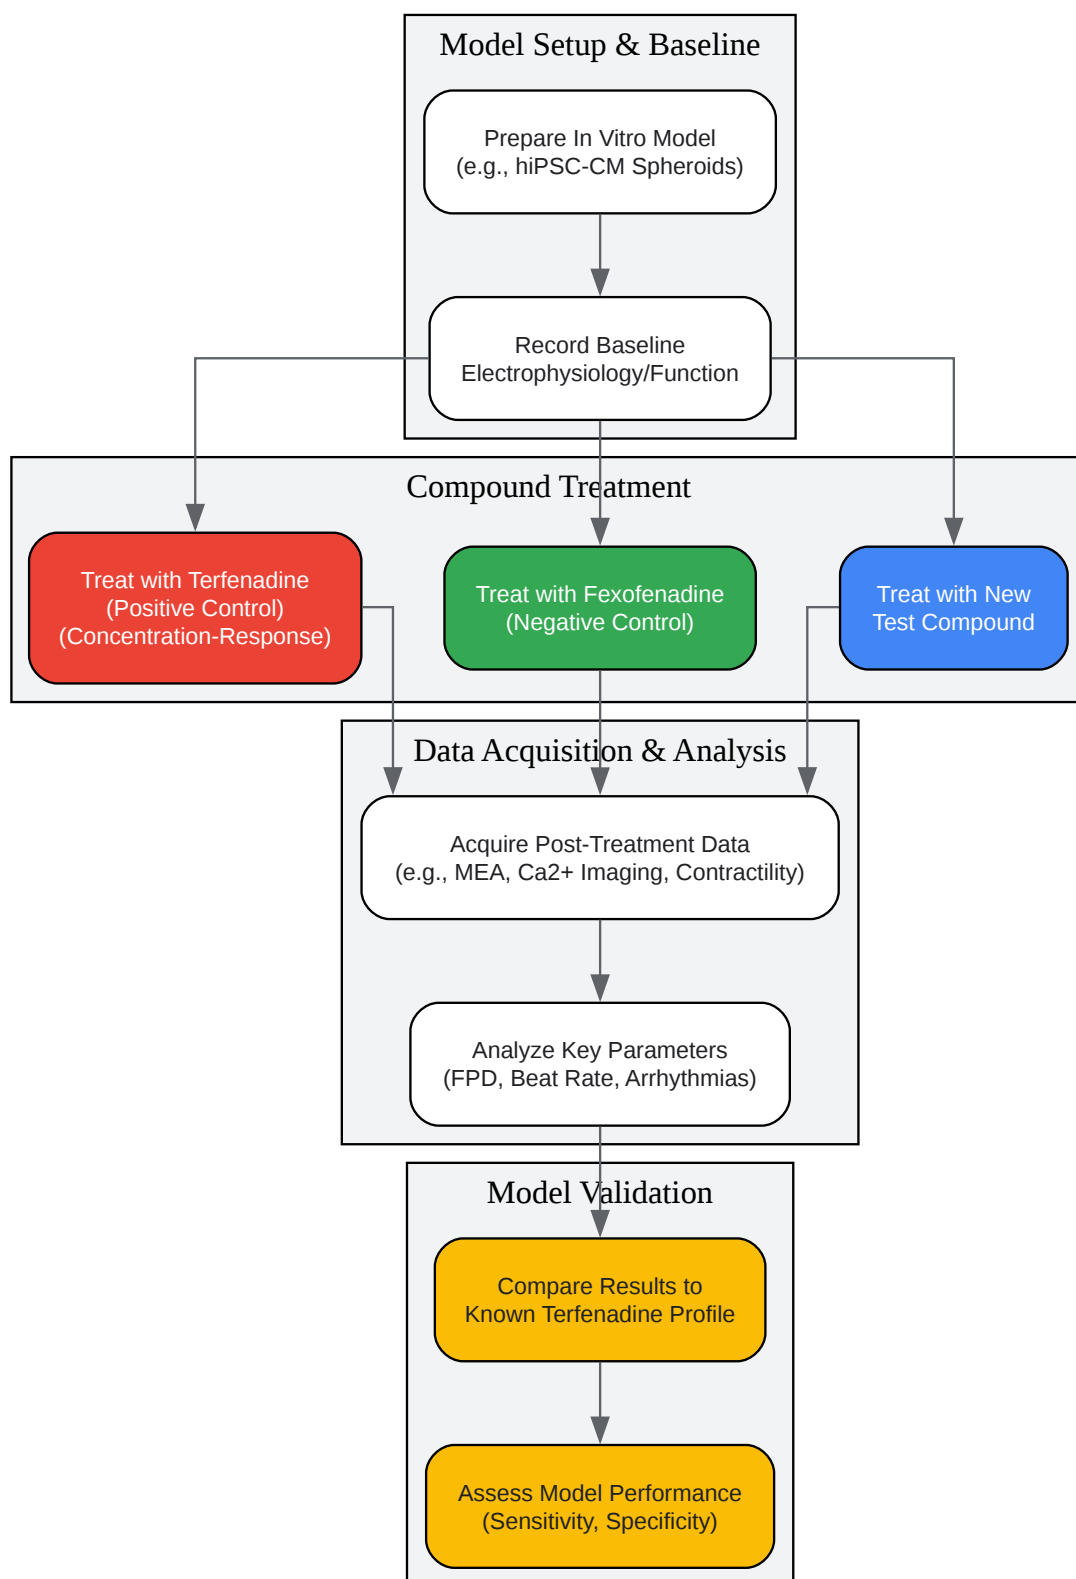 Model Setup & Baseline
Prepare In Vitro Model
(e.g., hiPSC-CM Spheroids)
Record Baseline
Electrophysiology/Function
Compound Treatment
Treat with Terfenadine
(Positive Control)
(Concentration-Response)
Treat with Fexofenadine
(Negative Control)
Treat with New
Test Compound
Data Acquisition & Analysis
Acquire Post-Treatment Data
(e.g., MEA, Ca2+ Imaging, Contractility)
Analyze Key Parameters
(FPD, Beat Rate, Arrhythmias)
Model Validation
Compare Results to
Known Terfenadine Profile
Assess Model Performance
(Sensitivity, Specificity)